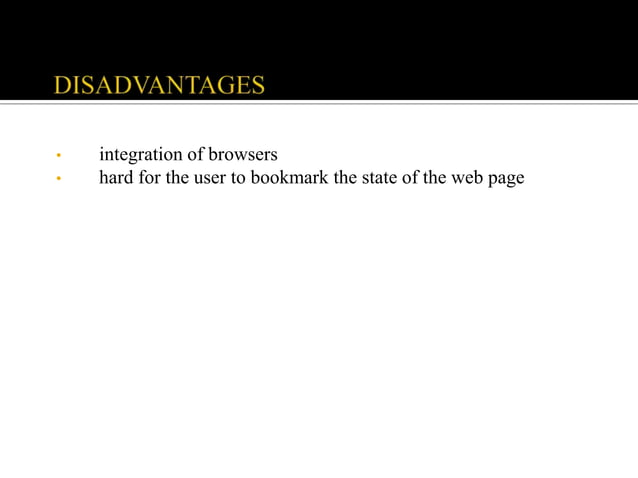 DISADVANTAGES
• integration of browsers
• hard for the user to bookmark the state of the web page